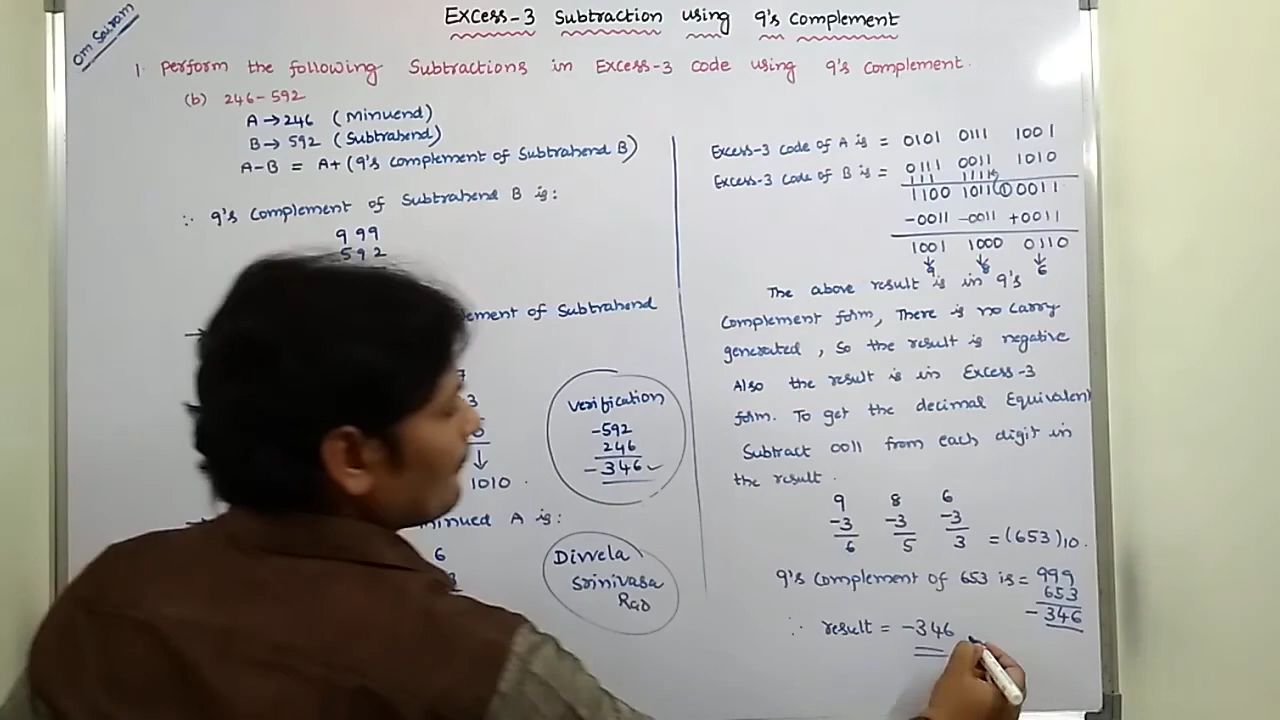 Om Sairam
Excess-3 Subtraction using 9's complement
1. Perform the following Subtractions in Excess-3 code using 9's complement.
(b) 246-592
A→246 (Minuend)
B→592 (Subtrahend)
A-B = A+(9's complement of Subtrahend B)
∴ 9's Complement of Subtrahend B is:
999
592
ement of Subtrahend
7
3
↓
1010
A is:
6
Verification
-592
246
-346 ✓
Divvela
Srinivasa
Rao
Excess-3 code of A is = 0101 0111 1001
Excess-3 code of B is = 0111 0011 1010
111 1111
1100 1011 ① 0011
-0011 -0011 +0011
1001 1000 0110
↓ ↓ ↓
9 8 6
The above result is in 9's
Complement form, There is no Carry
generated, So the result is negative
Also the result is in Excess-3
form. To get the decimal Equivalent
Subtract 0011 from each digit in
the result.
9 8 6
-3 -3 -3
6 5 3 = (653)10.
9's Complement of 653 is = 999
653
-346
∴ result = -346